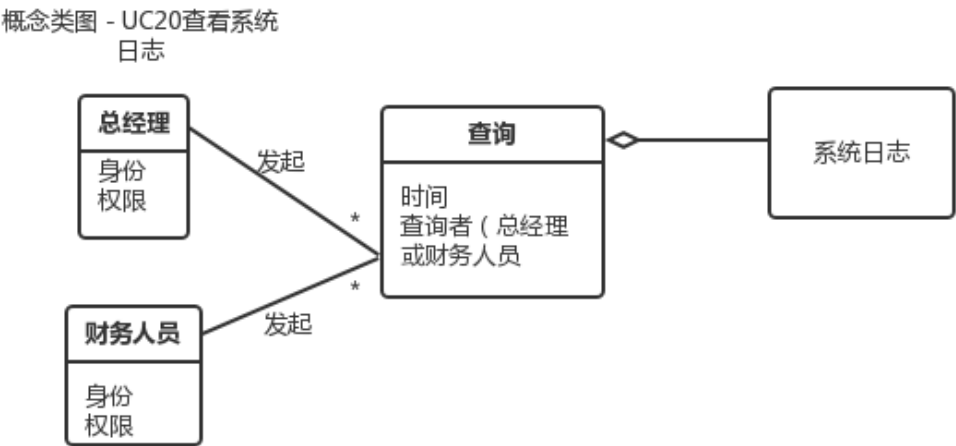 概念类图 - UC20查看系统
日志
总经理
身份
权限
发起
*
查询
时间
查询者（总经理
或财务人员
系统日志
财务人员
身份
权限
发起
*